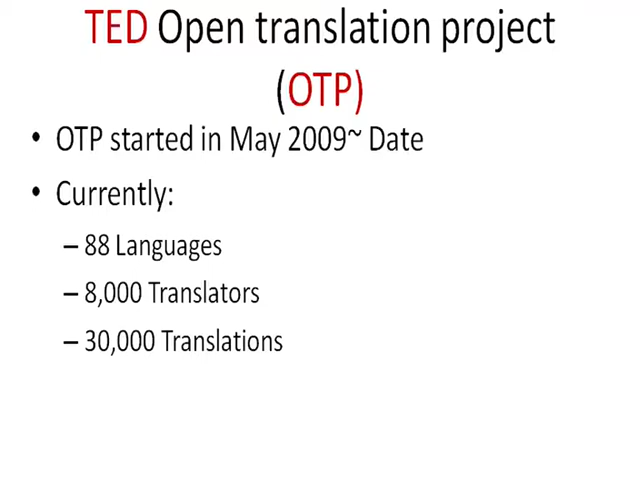 TED Open translation project
(OTP)
• OTP started in May 2009~ Date
• Currently:
– 88 Languages
– 8,000 Translators
– 30,000 Translations